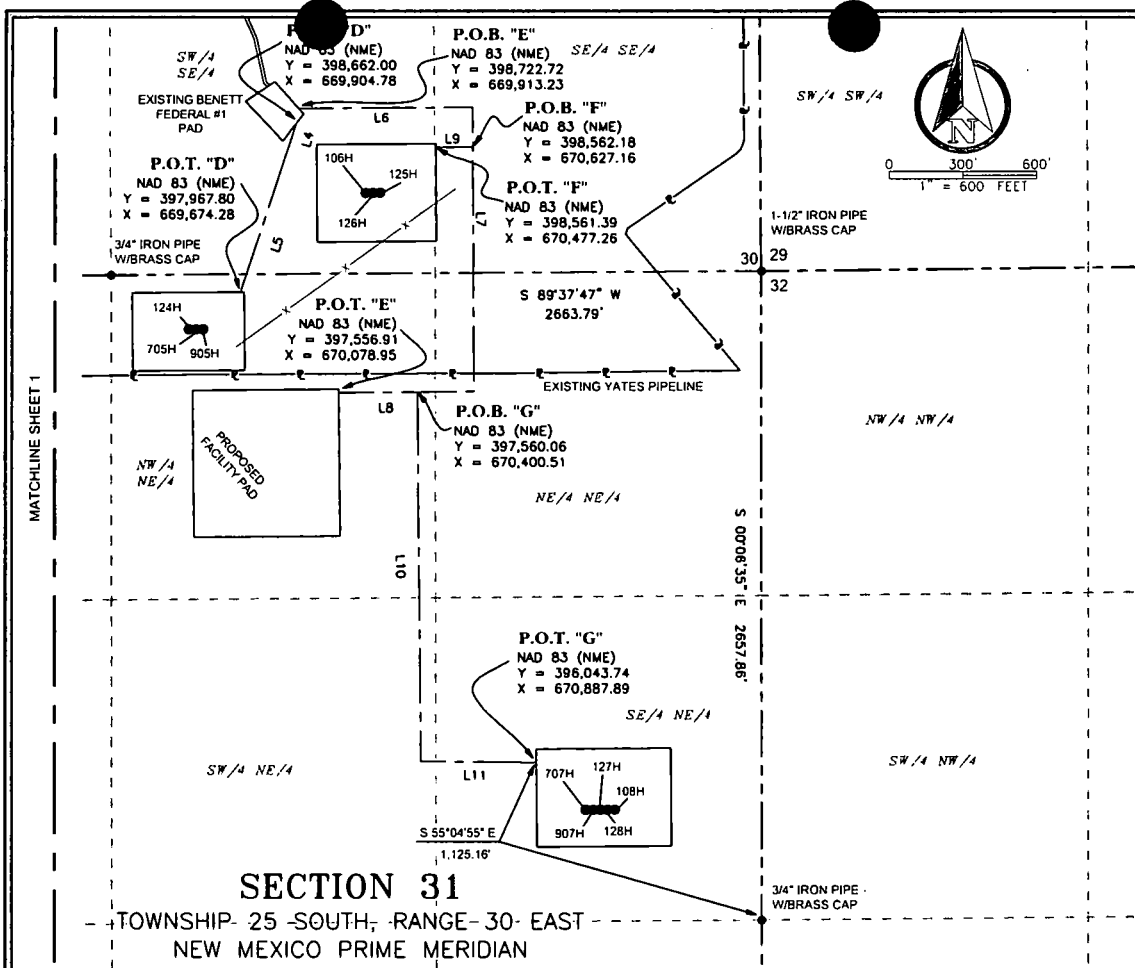 "D"
NAD 83 (NME)
Y = 398,662.00
X = 669,904.78
P.O.B. "E"
NAD 83 (NME)
Y = 398,722.72
X = 669,913.23
SW/4
SE/4
SE/4 SE/4
SW/4 SW/4
EXISTING BENETT
FEDERAL #1
PAD
L6
L4
L9
P.O.B. "F"
NAD 83 (NME)
Y = 398,562.18
X = 670,627.16
N
0 300' 600'
1" = 600 FEET
P.O.T. "D"
NAD 83 (NME)
Y = 397,967.80
X = 669,674.28
106H
125H
126H
P.O.T. "F"
NAD 83 (NME)
Y = 398,561.39
X = 670,477.26
L7
L5
3/4" IRON PIPE
W/BRASS CAP
1-1/2" IRON PIPE
W/BRASS CAP
30 29
32
S 89°37'47" W
2663.79'
124H
705H
905H
P.O.T. "E"
NAD 83 (NME)
Y = 397,556.91
X = 670,078.95
EXISTING YATES PIPELINE
L8
P.O.B. "G"
NAD 83 (NME)
Y = 397,560.06
X = 670,400.51
MATCHLINE SHEET 1
NW/4
NE/4
PROPOSED
FACILITY PAD
NE/4 NE/4
NW/4 NW/4
L10
S 00°06'35" E 2657.86'
P.O.T. "G"
NAD 83 (NME)
Y = 396,043.74
X = 670,887.89
SE/4 NE/4
SW/4 NE/4
SW/4 NW/4
L11
707H
127H
108H
907H
128H
S 55°04'55" E
1,125.16'
SECTION 31
TOWNSHIP 25 SOUTH, RANGE 30 EAST
NEW MEXICO PRIME MERIDIAN
3/4" IRON PIPE
W/BRASS CAP